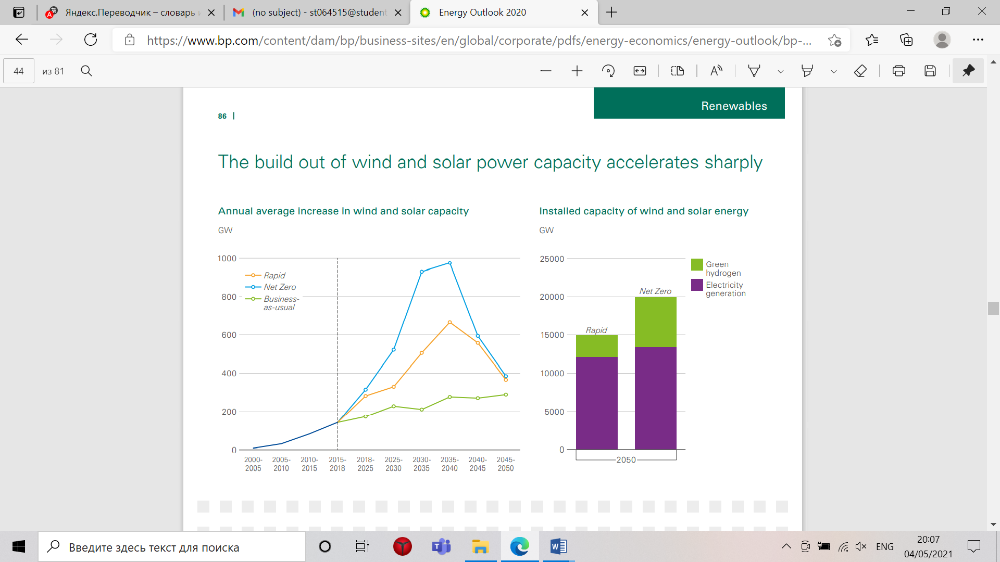 Яндекс.Переводчик – словарь и
(no subject) - st064515@student
Energy Outlook 2020
https://www.bp.com/content/dam/bp/business-sites/en/global/corporate/pdfs/energy-economics/energy-outlook/bp-...
44 из 81
Renewables
86 |
The build out of wind and solar power capacity accelerates sharply
Annual average increase in wind and solar capacity
GW
1000
800
600
400
200
0
Rapid
Net Zero
Business-
as-usual
2000-
2005
2005-
2010
2010-
2015
2015-
2018
2018-
2025
2025-
2030
2030-
2035
2035-
2040
2040-
2045
2045-
2050
Installed capacity of wind and solar energy
GW
25000
20000
15000
10000
5000
0
Rapid
Net Zero
2050
Green
hydrogen
Electricity
generation
Введите здесь текст для поиска
ENG
20:07
04/05/2021